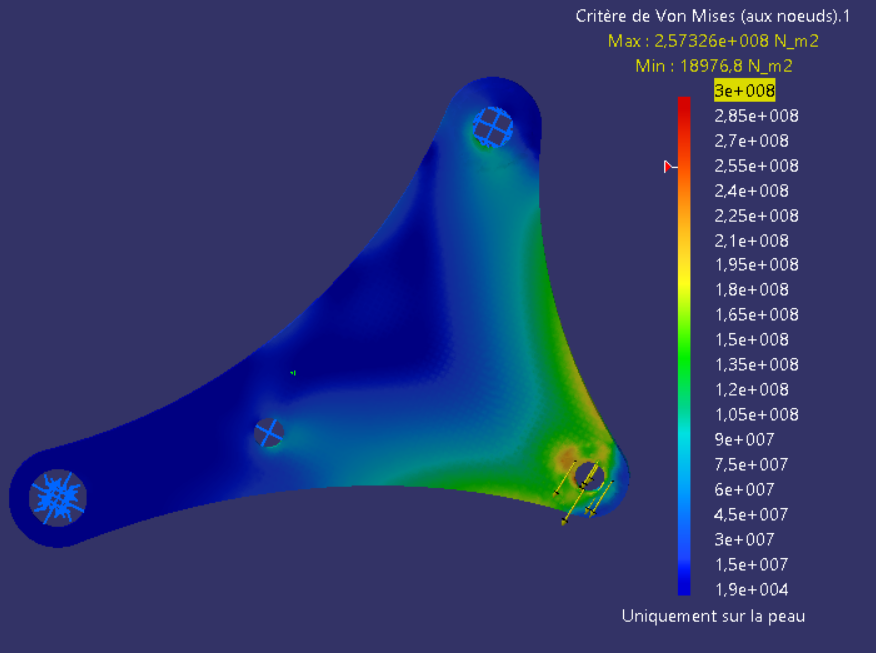 Critère de Von Mises (aux noeuds).1
Max : 2,57326e+008 N_m2
Min : 18976,8 N_m2
3e+008
2,85e+008
2,7e+008
2,55e+008
2,4e+008
2,25e+008
2,1e+008
1,95e+008
1,8e+008
1,65e+008
1,5e+008
1,35e+008
1,2e+008
1,05e+008
9e+007
7,5e+007
6e+007
4,5e+007
3e+007
1,5e+007
1,9e+004
Uniquement sur la peau